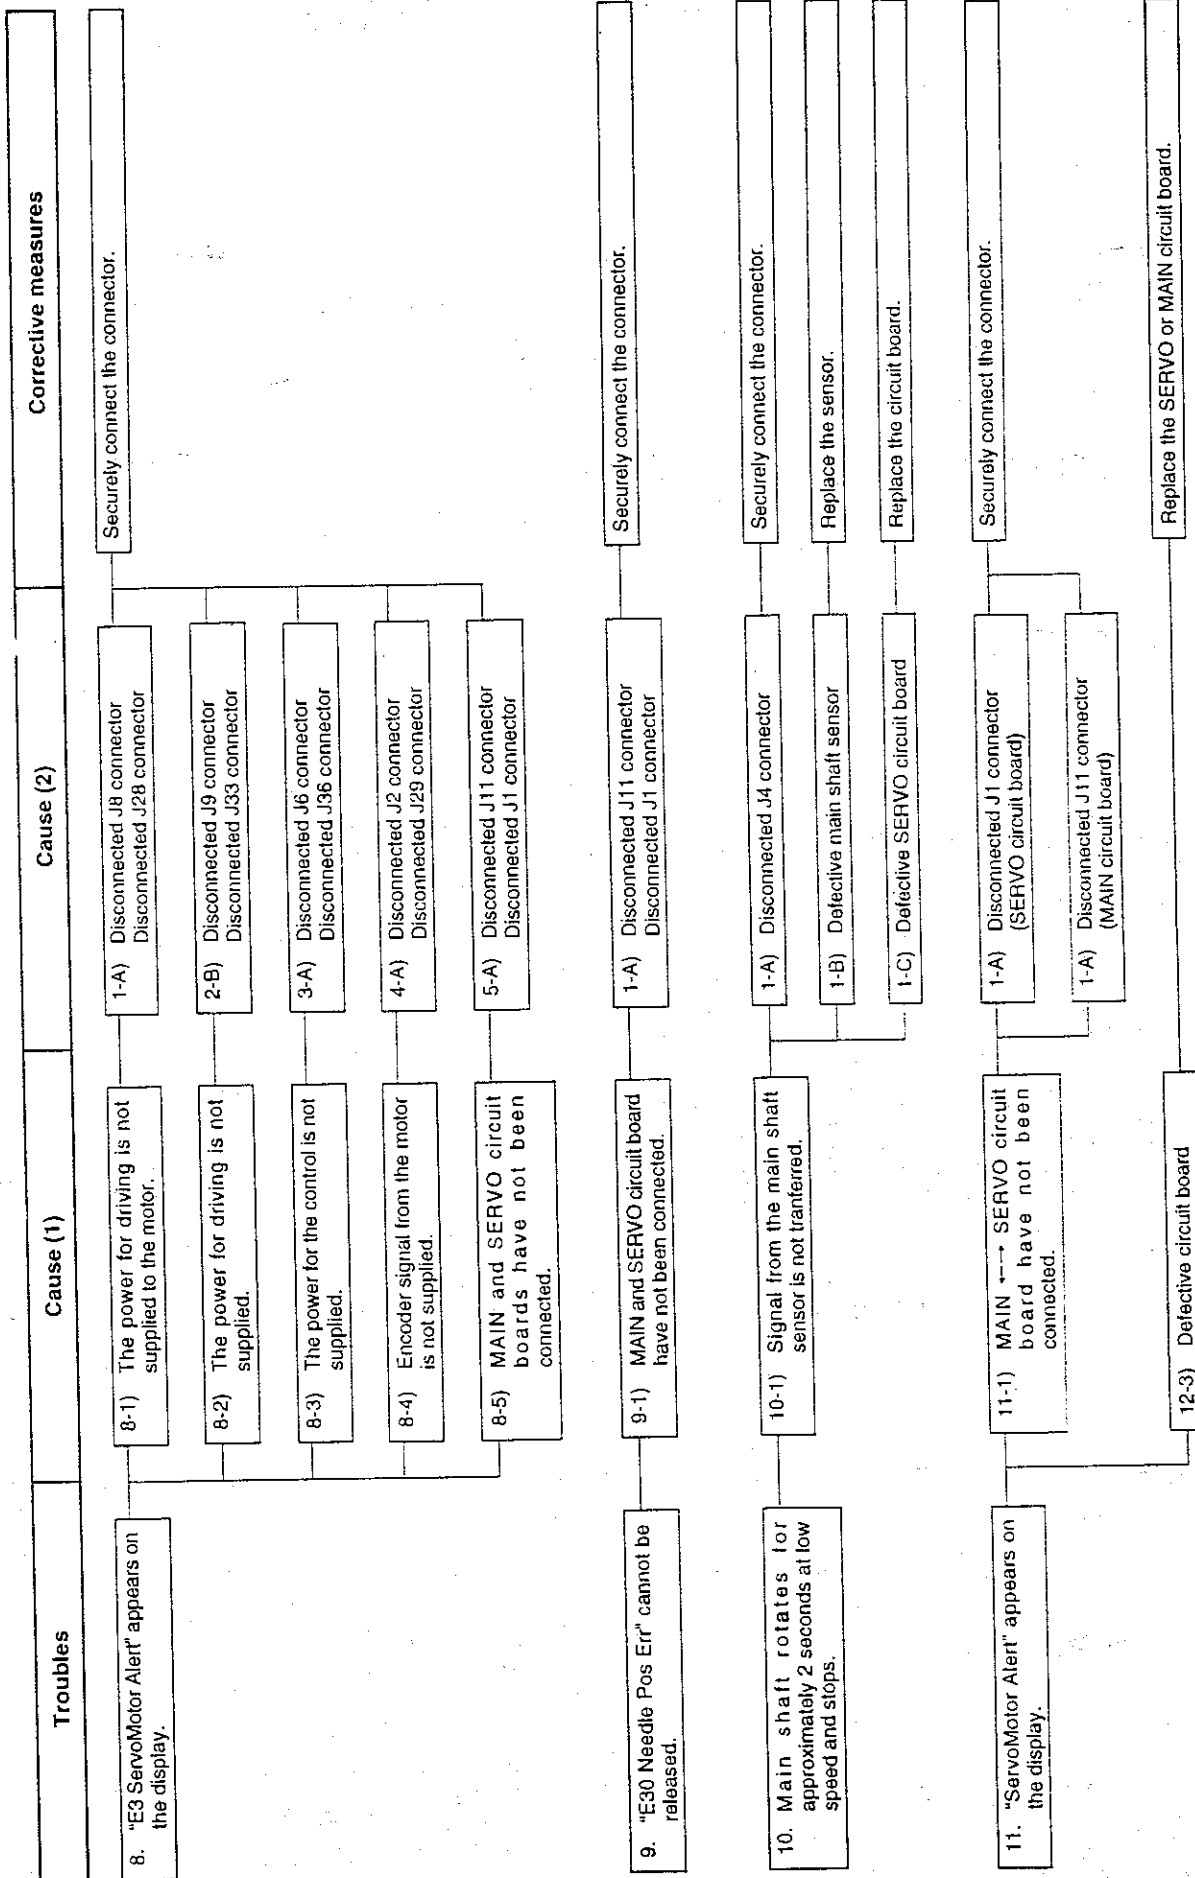 Troubles
Cause (1)
Cause (2)
Corrective measures
8. "E3 ServoMotor Alert" appears on
the display.
8-1) The power for driving is not
supplied to the motor.
1-A) Disconnected J8 connector
Disconnected J28 connector
Securely connect the connector.
8-2) The power for driving is not
supplied.
2-B) Disconnected J9 connector
Disconnected J33 connector
8-3) The power for the control is not
supplied.
3-A) Disconnected J6 connector
Disconnected J36 connector
8-4) Encoder signal from the motor
is not supplied.
4-A) Disconnected J2 connector
Disconnected J29 connector
8-5) MAIN and SERVO circuit
boards have not been
connected.
5-A) Disconnected J11 connector
Disconnected J1 connector
9. "E30 Needle Pos Err" cannot be
released.
9-1) MAIN and SERVO circuit board
have not been connected.
1-A) Disconnected J11 connector
Disconnected J1 connector
Securely connect the connector.
10. Main shaft rotates for
approximately 2 seconds at low
speed and stops.
10-1) Signal from the main shaft
sensor is not tranferred.
1-A) Disconnected J4 connector
Securely connect the connector.
1-B) Defective main shaft sensor
Replace the sensor.
1-C) Defective SERVO circuit board
Replace the circuit board.
11. "ServoMotor Alert" appears on
the display.
11-1) MAIN ←→ SERVO circuit
board have not been
connected.
1-A) Disconnected J1 connector
(SERVO circuit board)
Securely connect the connector.
1-A) Disconnected J11 connector
(MAIN circuit board)
12-3) Defective circuit board
Replace the SERVO or MAIN circuit board.